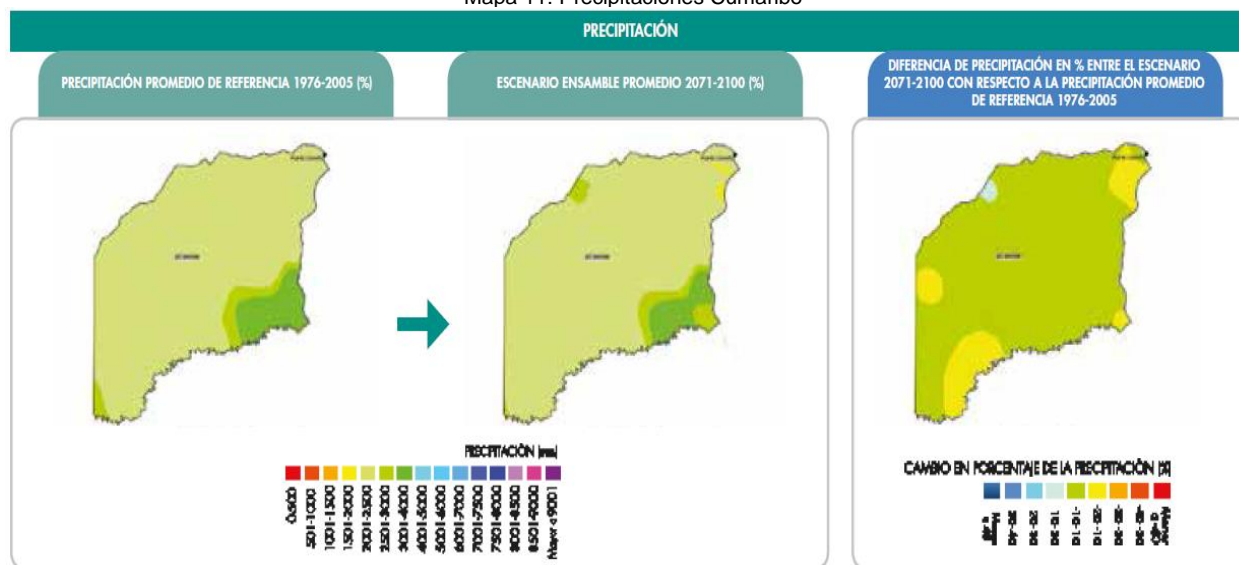 Mapa 11. Precipitaciones Cumaribo
PRECIPITACIÓN
PRECIPITACIÓN PROMEDIO DE REFERENCIA 1976-2005 (%)
ESCENARIO ENSAMBLE PROMEDIO 2071-2100 (%)
DIFERENCIA DE PRECIPITACIÓN EN % ENTRE EL ESCENARIO
2071-2100 CON RESPECTO A LA PRECIPITACIÓN PROMEDIO
DE REFERENCIA 1976-2005
PRECIPITACIÓN (mm)
0-500
501-1000
1001-1500
1501-2000
2001-2500
2501-3000
3001-4000
4001-5000
5001-6000
6001-7000
7001-7500
7501-8000
8001-8500
8501-9000
Mayor a 9001
CAMBIO EN PORCENTAJE DE LA PRECIPITACIÓN (%)